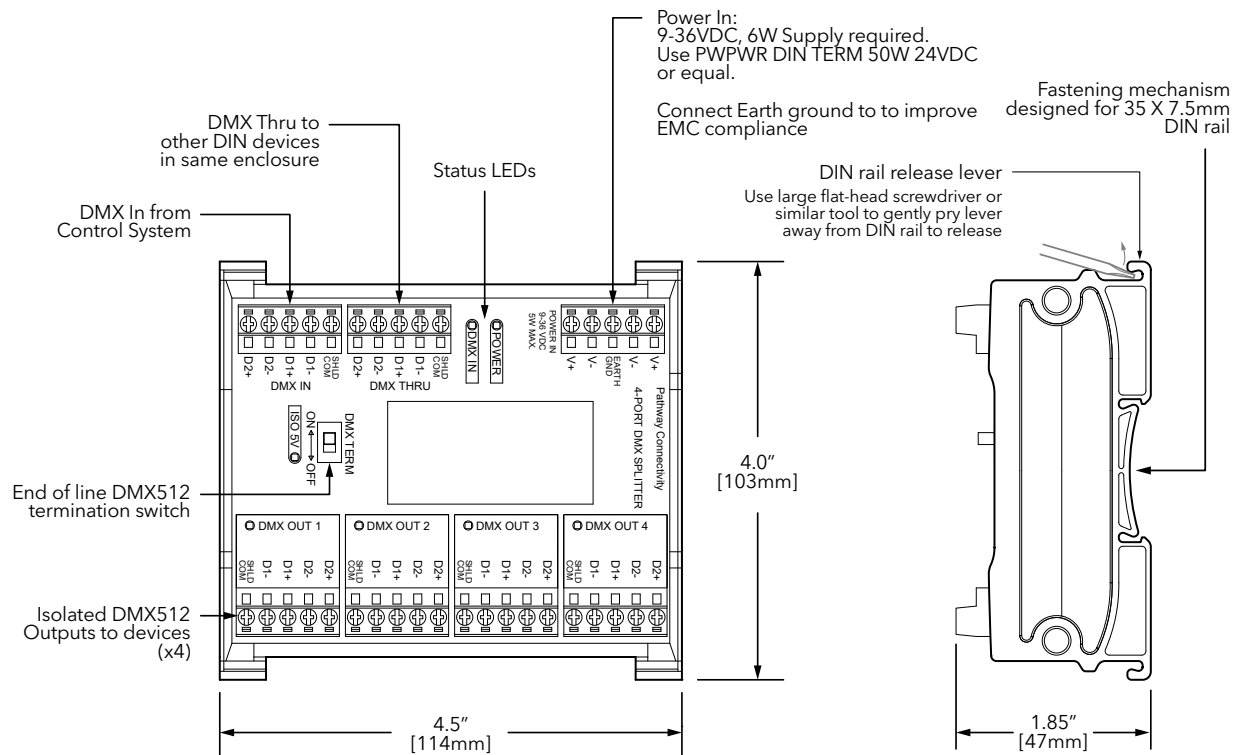 Power In:
9-36VDC, 6W Supply required.
Use PWPWR DIN TERM 50W 24VDC
or equal.
Connect Earth ground to to improve
EMC compliance
Fastening mechanism
designed for 35 X 7.5mm
DIN rail
DMX Thru to
other DIN devices
in same enclosure
Status LEDs
DIN rail release lever
Use large flat-head screwdriver or
similar tool to gently pry lever
away from DIN rail to release
DMX In from
Control System
D2+
D2-
D1+
D1-
SHLD
COM
DMX IN
D2+
D2-
D1+
D1-
SHLD
COM
DMX THRU
DMX IN
POWER
POWER IN
9-36 VDC
5W MAX.
V+
V-
EARTH
GND
V-
V+
Pathway Connectivity
4-PORT DMX SPLITTER
DMX TERM
ON
OFF
ISO 5V
End of line DMX512
termination switch
4.0"
[103mm]
DMX OUT 1
SHLD
COM
D1-
D1+
D2-
D2+
DMX OUT 2
SHLD
COM
D1-
D1+
D2-
D2+
DMX OUT 3
SHLD
COM
D1-
D1+
D2-
D2+
DMX OUT 4
SHLD
COM
D1-
D1+
D2-
D2+
Isolated DMX512
Outputs to devices
(x4)
4.5"
[114mm]
1.85"
[47mm]